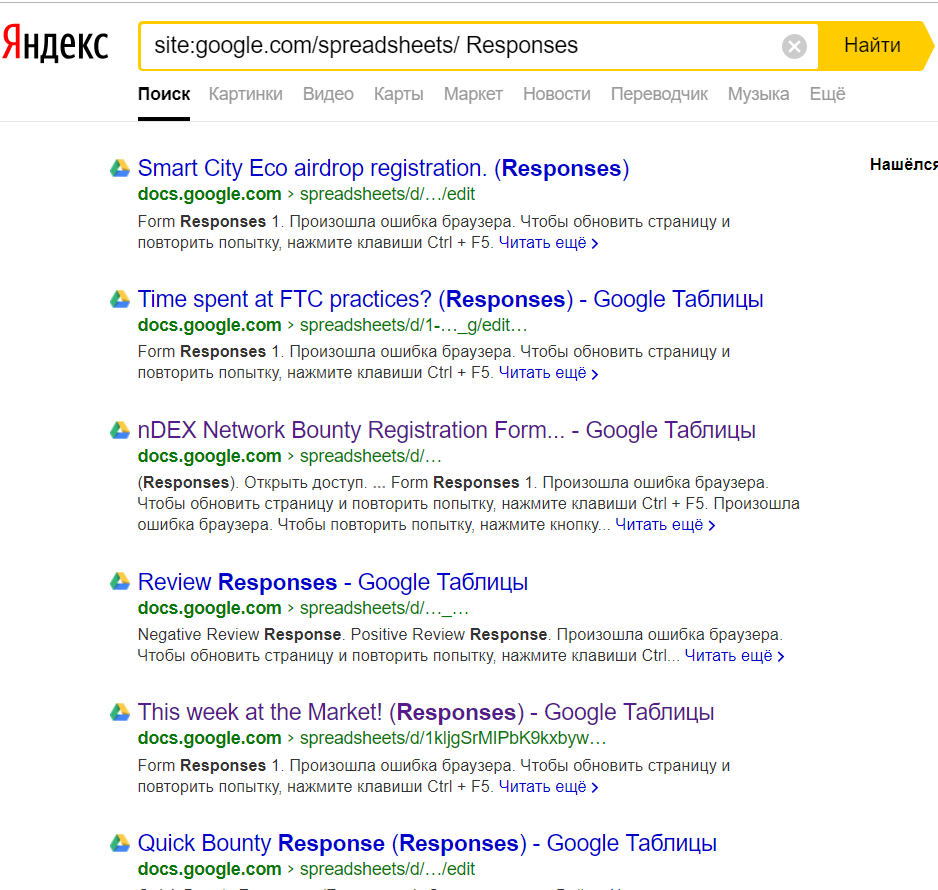 Яндекс
site:google.com/spreadsheets/ Responses
Найти
Поиск Картинки Видео Карты Маркет Новости Переводчик Музыка Ещё
Smart City Eco airdrop registration. (Responses)
Нашёлся
docs.google.com › spreadsheets/d/…/edit
Form Responses 1. Произошла ошибка браузера. Чтобы обновить страницу и
повторить попытку, нажмите клавиши Ctrl + F5. Читать ещё ›
Time spent at FTC practices? (Responses) - Google Таблицы
docs.google.com › spreadsheets/d/1-…_g/edit…
Form Responses 1. Произошла ошибка браузера. Чтобы обновить страницу и
повторить попытку, нажмите клавиши Ctrl + F5. Читать ещё ›
nDEX Network Bounty Registration Form... - Google Таблицы
docs.google.com › spreadsheets/d/…
(Responses). Открыть доступ. ... Form Responses 1. Произошла ошибка браузера.
Чтобы обновить страницу и повторить попытку, нажмите клавиши Ctrl + F5. Произошла
ошибка браузера. Чтобы повторить попытку, нажмите кнопку... Читать ещё ›
Review Responses - Google Таблицы
docs.google.com › spreadsheets/d/…_…
Negative Review Response. Positive Review Response. Произошла ошибка браузера.
Чтобы обновить страницу и повторить попытку, нажмите клавиши Ctrl... Читать ещё ›
This week at the Market! (Responses) - Google Таблицы
docs.google.com › spreadsheets/d/1kljgSrMIPbK9kxbyw…
Form Responses 1. Произошла ошибка браузера. Чтобы обновить страницу и
повторить попытку, нажмите клавиши Ctrl + F5. Читать ещё ›
Quick Bounty Response (Responses) - Google Таблицы
docs.google.com › spreadsheets/d/…/edit